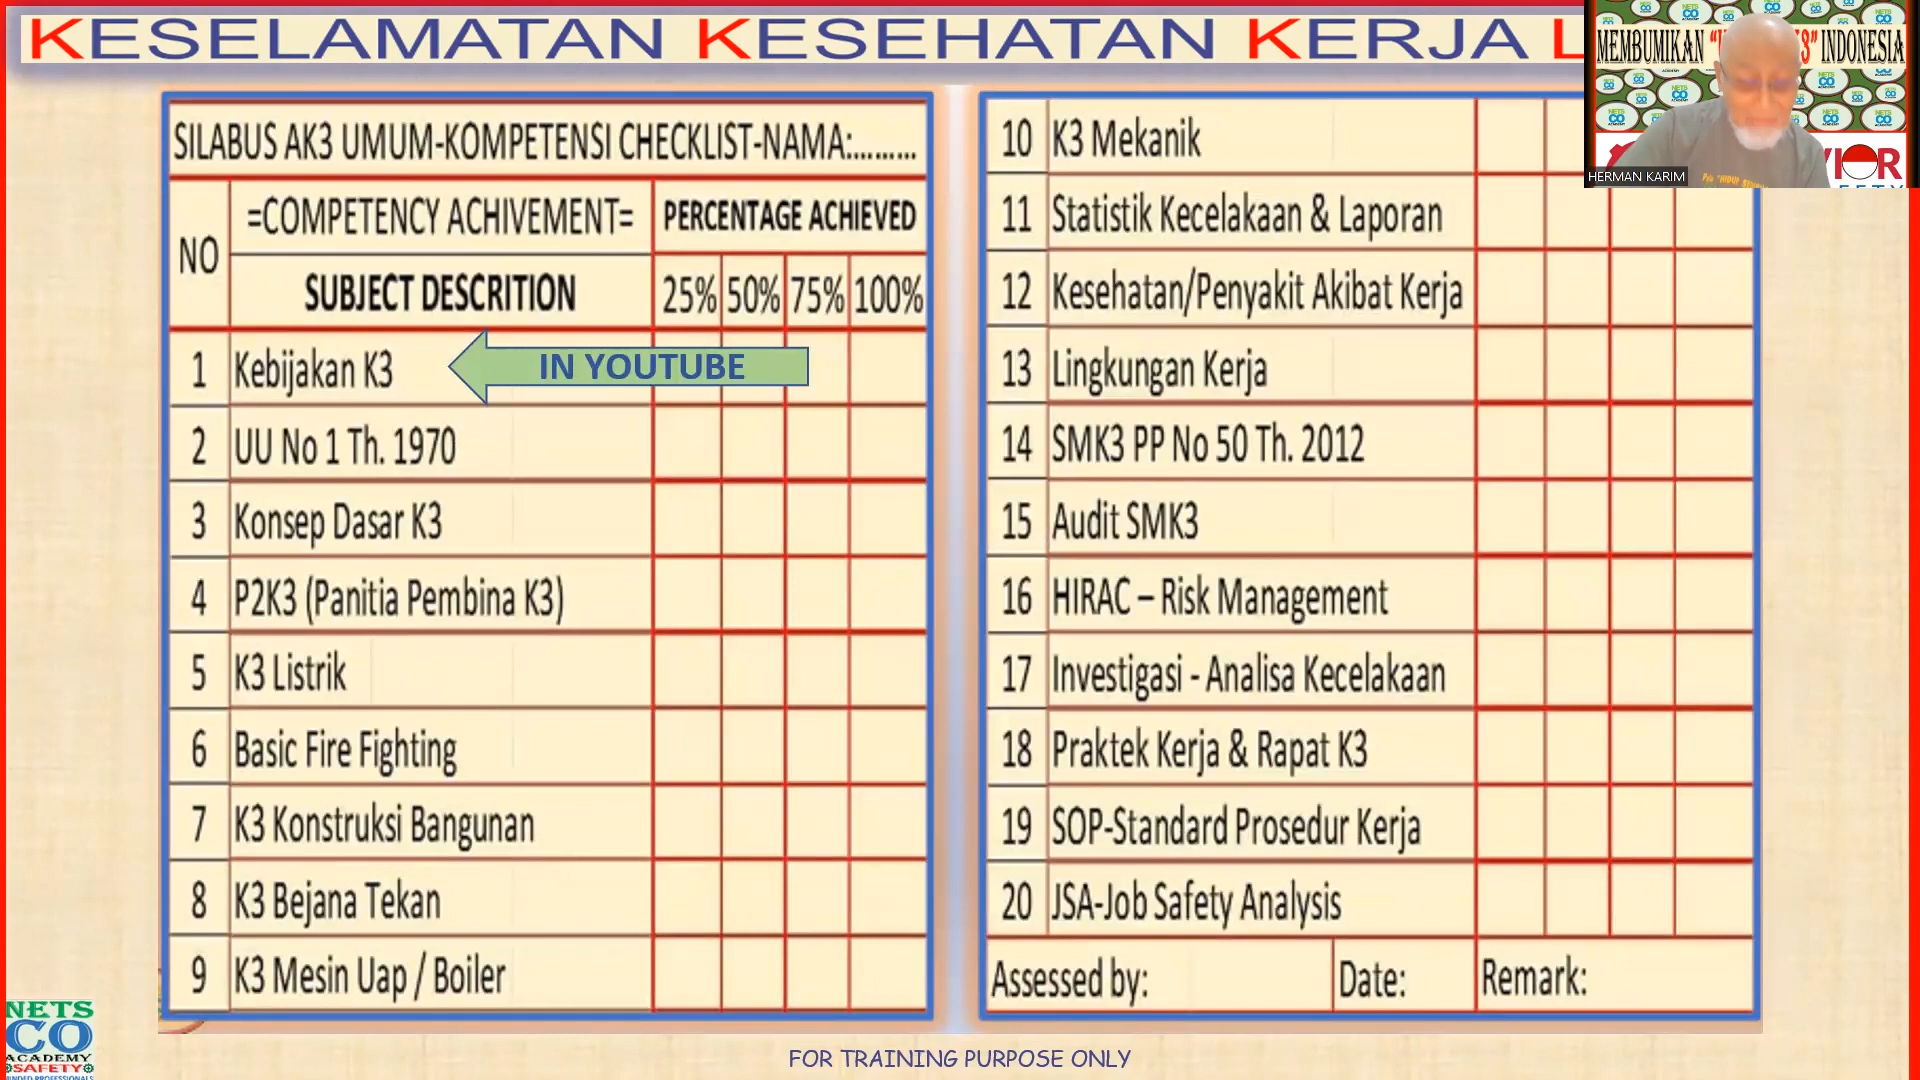 KESELAMATAN KESEHATAN KERJA L
MEMBUMIKAN INDONESIA
HERMAN KARIM
SILABUS AK3 UMUM-KOMPETENSI CHECKLIST-NAMA:.........
NO
=COMPETENCY ACHIVEMENT=
PERCENTAGE ACHIEVED
SUBJECT DESCRITION
25% 50% 75% 100%
1 Kebijakan K3
IN YOUTUBE
2 UU No 1 Th. 1970
3 Konsep Dasar K3
4 P2K3 (Panitia Pembina K3)
5 K3 Listrik
6 Basic Fire Fighting
7 K3 Konstruksi Bangunan
8 K3 Bejana Tekan
9 K3 Mesin Uap / Boiler
10 K3 Mekanik
11 Statistik Kecelakaan & Laporan
12 Kesehatan/Penyakit Akibat Kerja
13 Lingkungan Kerja
14 SMK3 PP No 50 Th. 2012
15 Audit SMK3
16 HIRAC – Risk Management
17 Investigasi - Analisa Kecelakaan
18 Praktek Kerja & Rapat K3
19 SOP-Standard Prosedur Kerja
20 JSA-Job Safety Analysis
Assessed by: Date: Remark:
NETS
CO
ACADEMY
SAFETY
FOR TRAINING PURPOSE ONLY